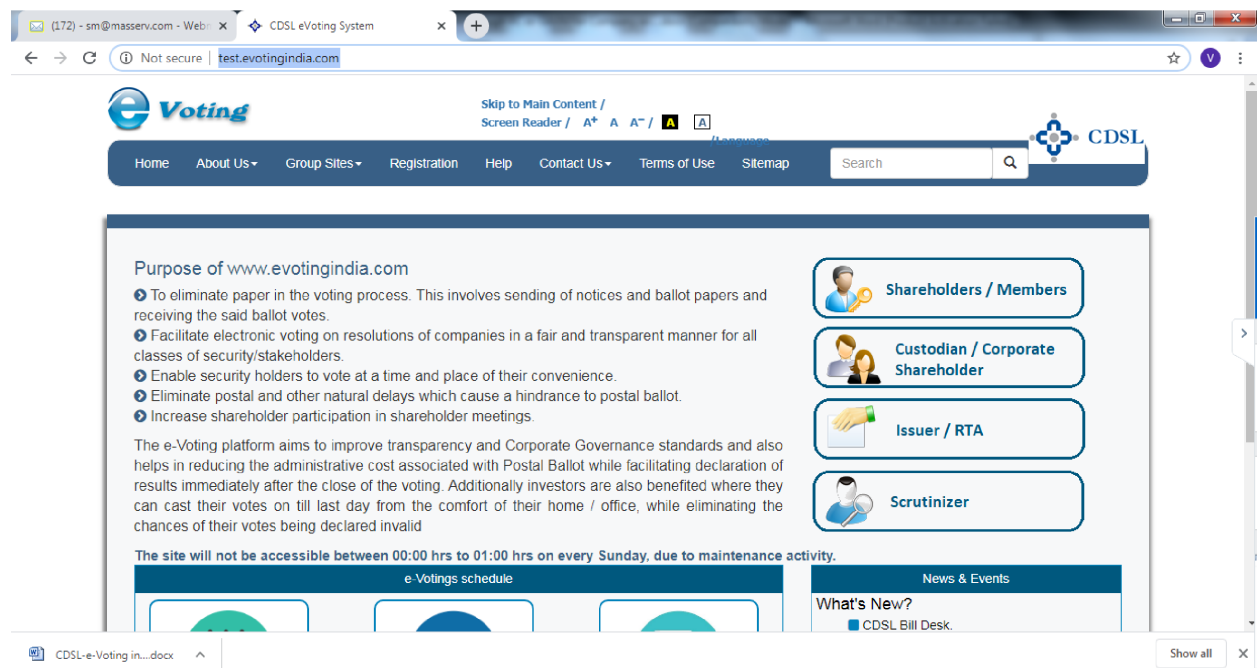 (172) - sm@masserv.com - Webm
CDSL eVoting System
Not secure | test.evotingindia.com
V
e Voting
Skip to Main Content /
Screen Reader / A+ A A- / A A
/Language
CDSL
Home About Us Group Sites Registration Help Contact Us Terms of Use Sitemap Search
Purpose of www.evotingindia.com
To eliminate paper in the voting process. This involves sending of notices and ballot papers and
receiving the said ballot votes.
Facilitate electronic voting on resolutions of companies in a fair and transparent manner for all
classes of security/stakeholders.
Enable security holders to vote at a time and place of their convenience.
Eliminate postal and other natural delays which cause a hindrance to postal ballot.
Increase shareholder participation in shareholder meetings.
The e-Voting platform aims to improve transparency and Corporate Governance standards and also
helps in reducing the administrative cost associated with Postal Ballot while facilitating declaration of
results immediately after the close of the voting. Additionally investors are also benefited where they
can cast their votes on till last day from the comfort of their home / office, while eliminating the
chances of their votes being declared invalid
Shareholders / Members
Custodian / Corporate
Shareholder
Issuer / RTA
Scrutinizer
The site will not be accessible between 00:00 hrs to 01:00 hrs on every Sunday, due to maintenance activity.
e-Votings schedule
News & Events
What's New?
CDSL Bill Desk.
CDSL-e-Voting in....docx
Show all